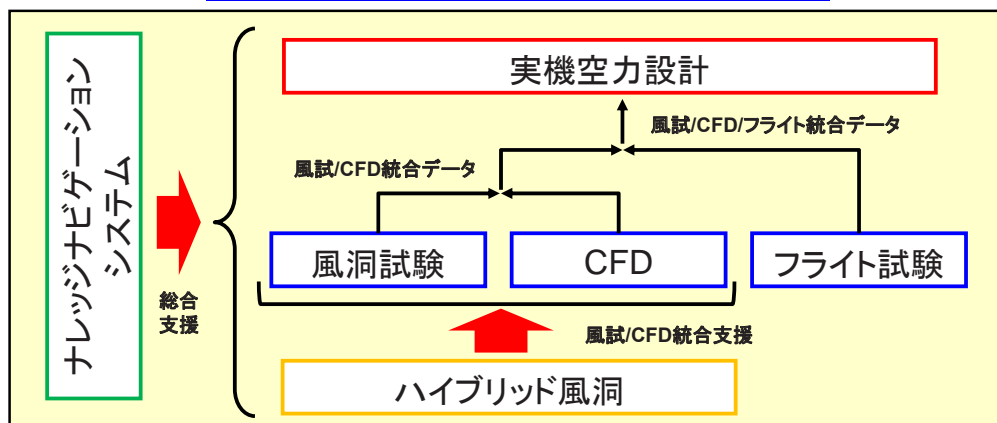 ナレッジナビゲーション
システム
総合
支援
実機空力設計
風試/CFD/フライト統合データ
風試/CFD統合データ
風洞試験
CFD
フライト試験
風試/CFD統合支援
ハイブリッド風洞